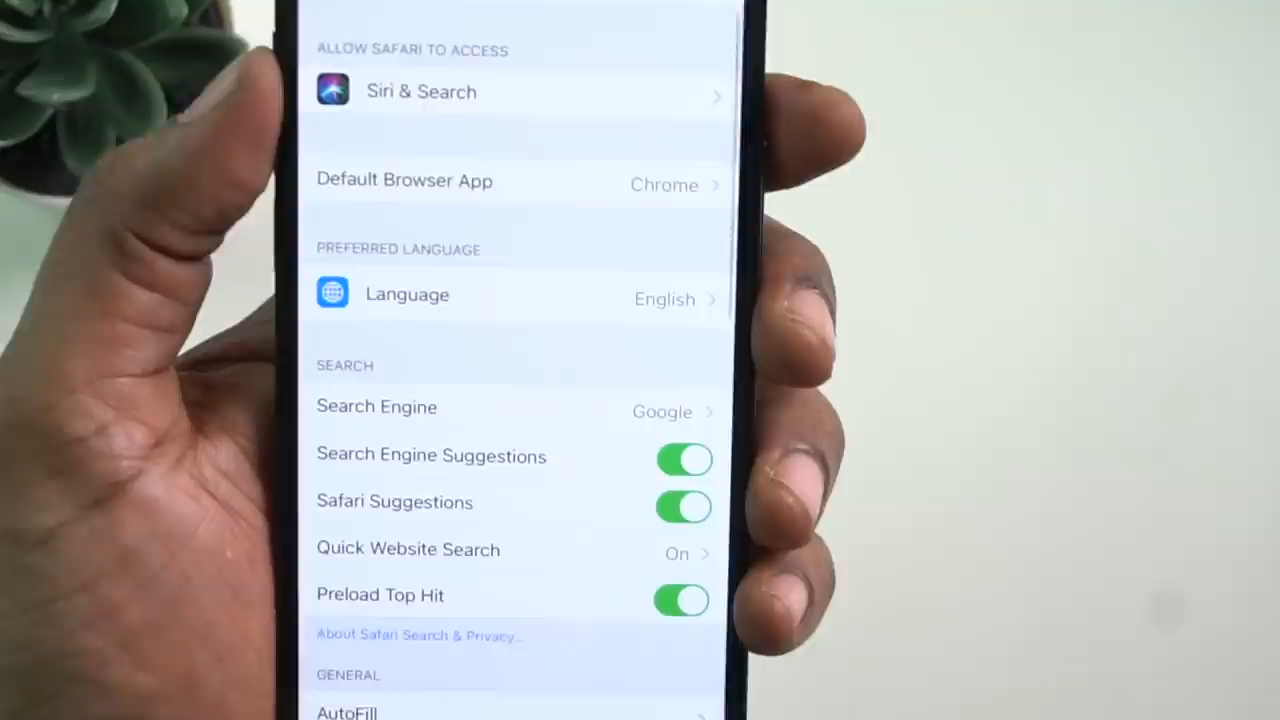 ALLOW SAFARI TO ACCESS
Siri & Search
Default Browser App Chrome
PREFERRED LANGUAGE
Language English
SEARCH
Search Engine Google
Search Engine Suggestions
Safari Suggestions
Quick Website Search On
Preload Top Hit
About Safari Search & Privacy...
GENERAL
AutoFill